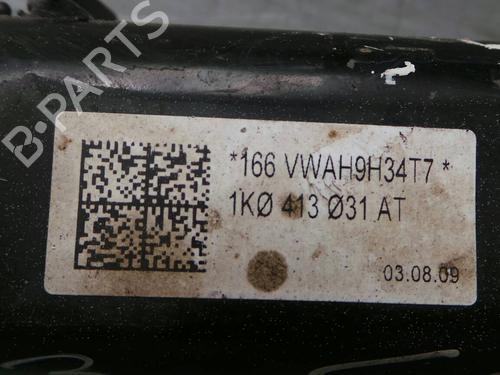 B-PARTS
*166 VWAH9H34T7*
1KØ 413 Ø31 AT
03.08.09